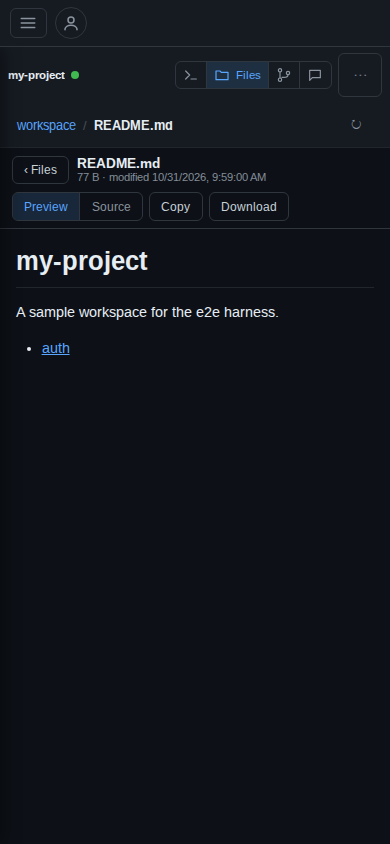 my-project
Files
...
workspace / README.md
‹ Files
README.md
77 B · modified 10/31/2026, 9:59:00 AM
Preview
Source
Copy
Download
my-project
A sample workspace for the e2e harness.
• auth